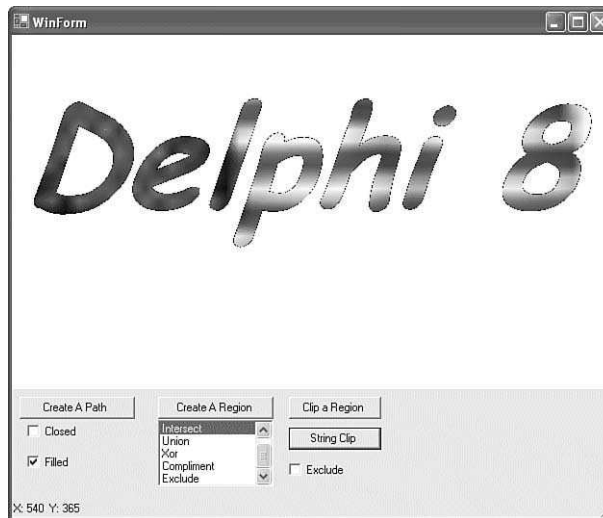 WinForm
Delphi 8
Create A Path
Create A Region
Clip a Region
Closed
Filled
Intersect
Union
Xor
Compliment
Exclude
String Clip
Exclude
X: 540 Y: 365